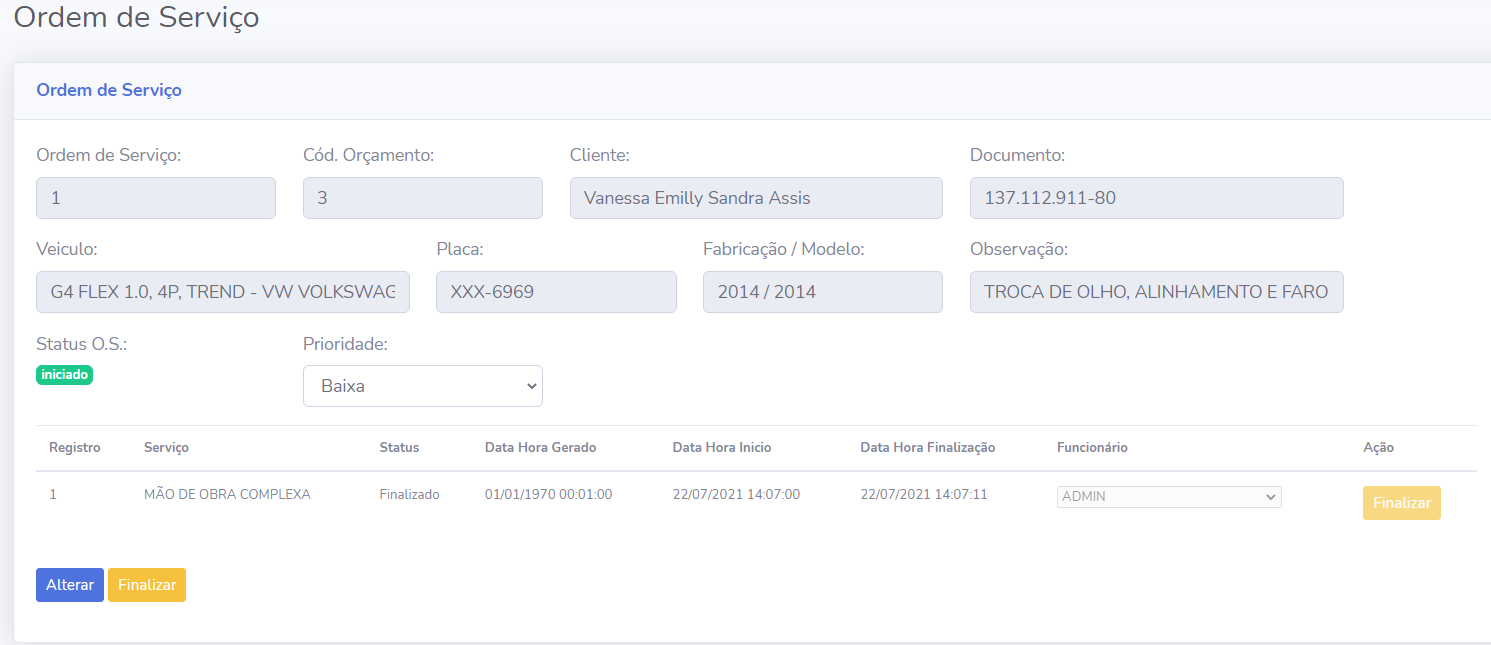 Ordem de Serviço
Ordem de Serviço
Ordem de Serviço: Cód. Orçamento: Cliente: Documento:
1 3 Vanessa Emilly Sandra Assis 137.112.911-80
Veiculo: Placa: Fabricação / Modelo: Observação:
G4 FLEX 1.0, 4P, TREND - VW VOLKSWAG XXX-6969 2014 / 2014 TROCA DE OLHO, ALINHAMENTO E FARO
Status O.S.: Prioridade:
iniciado Baixa
Registro Serviço Status Data Hora Gerado Data Hora Inicio Data Hora Finalização Funcionário Ação
1 MÃO DE OBRA COMPLEXA Finalizado 01/01/1970 00:01:00 22/07/2021 14:07:00 22/07/2021 14:07:11 ADMIN Finalizar
Alterar Finalizar